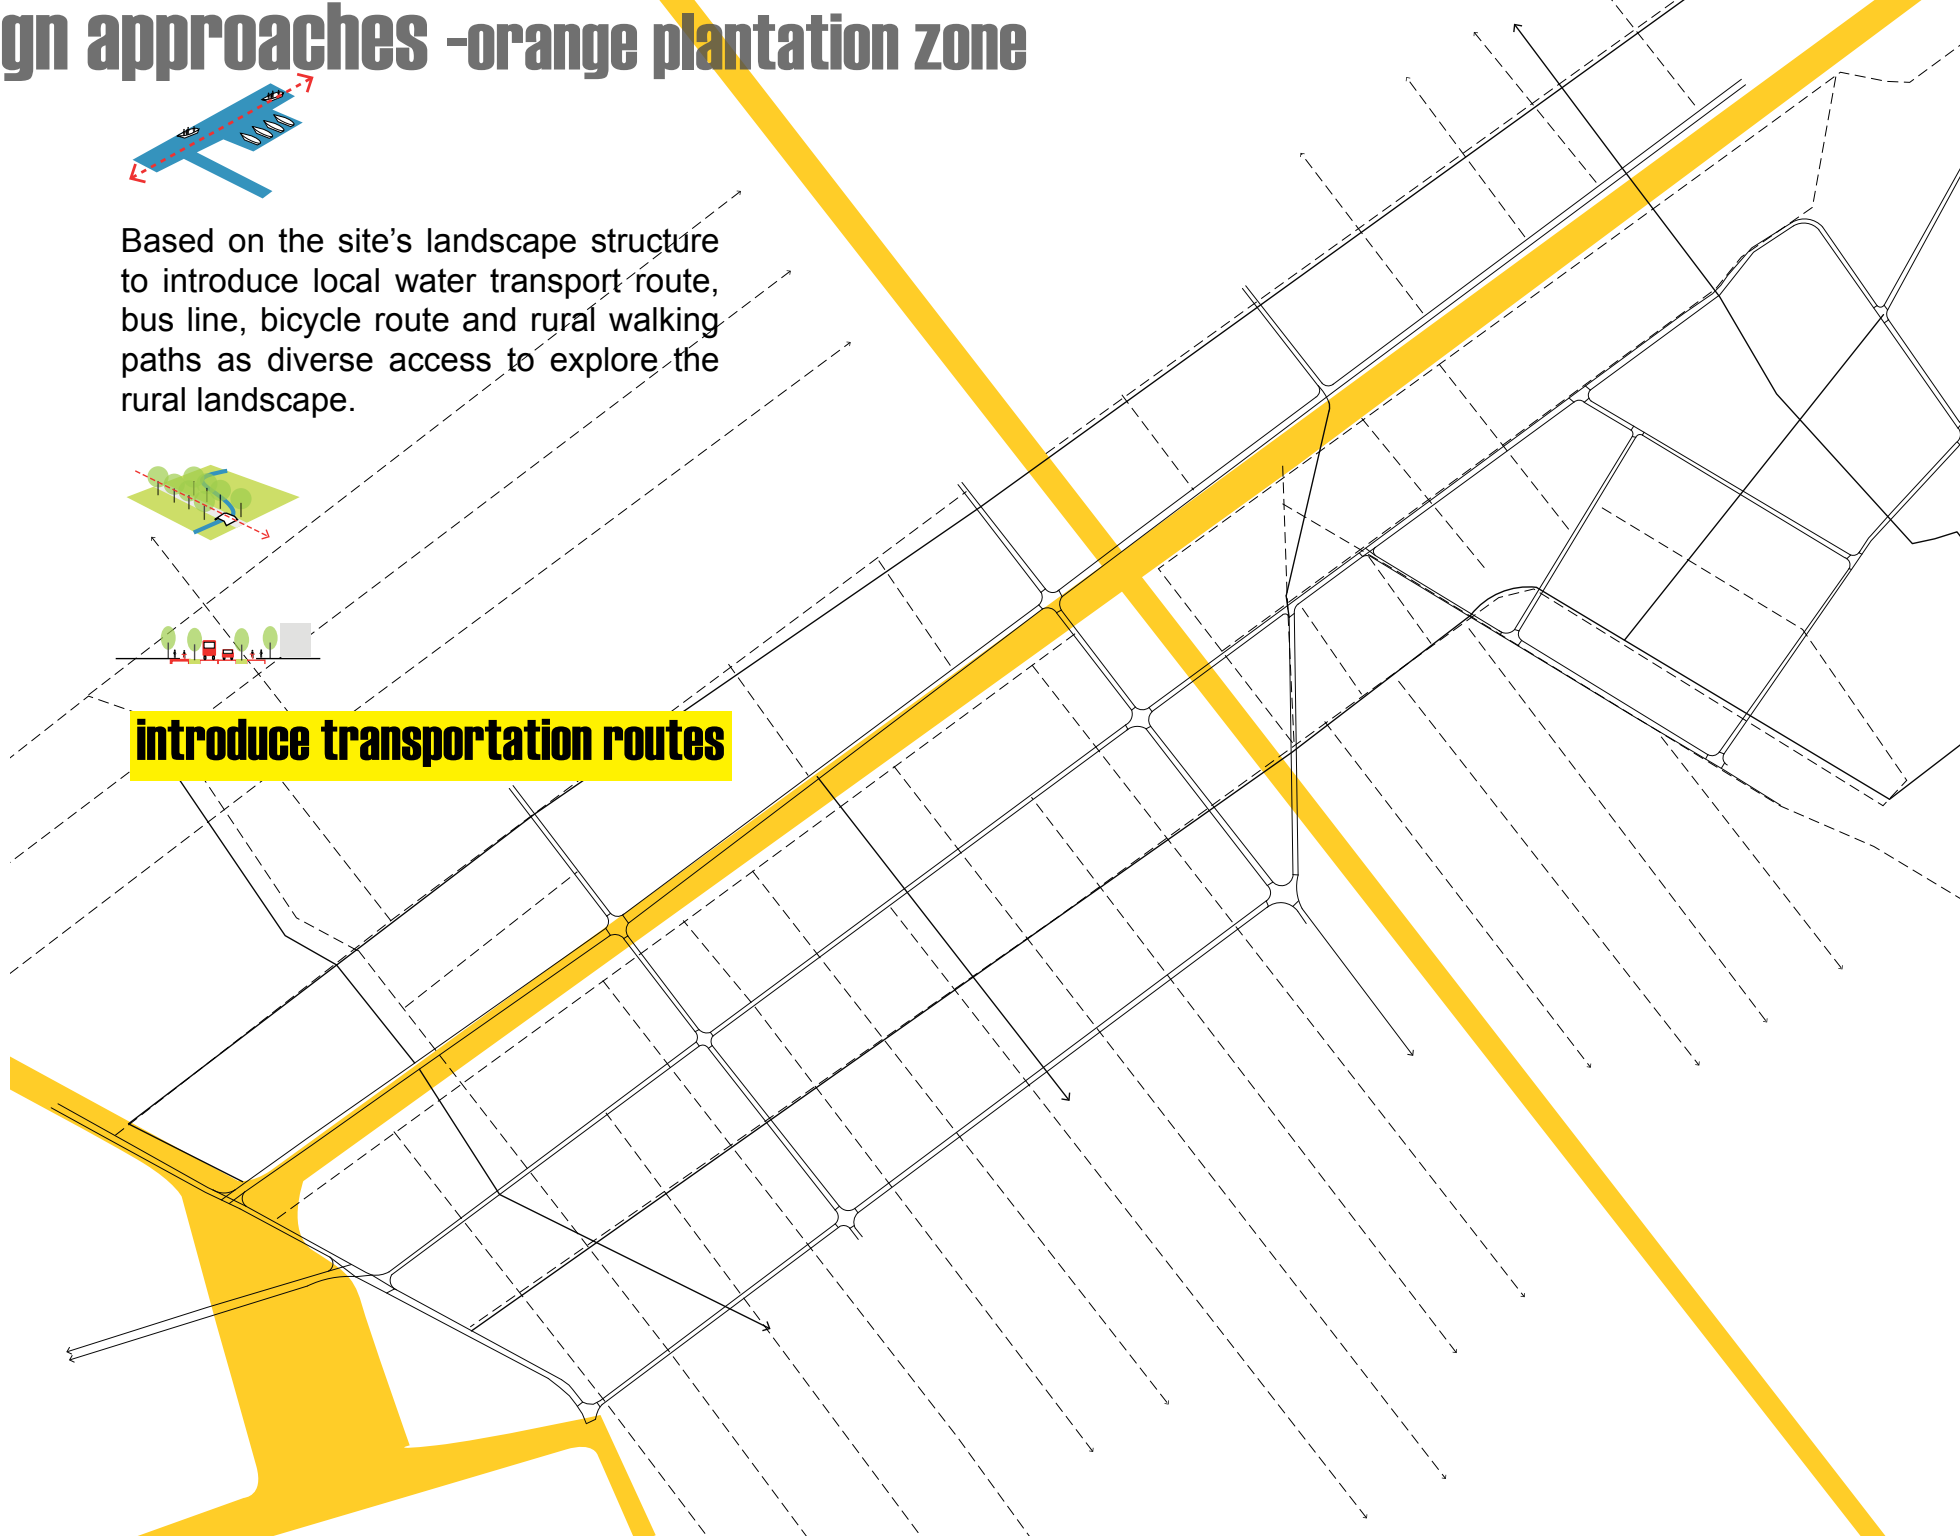 gn approaches -orange plantation zone
Based on the site’s landscape structure
to introduce local water transport route,
bus line, bicycle route and rural walking
paths as diverse access to explore the
rural landscape.
introduce transportation routes